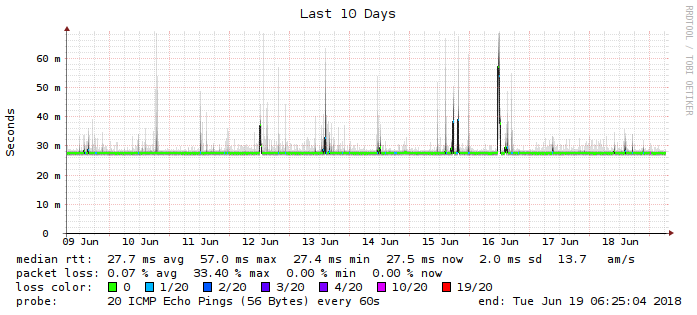 Last 10 Days
RRDTOOL / TOBI OETIKER
Seconds
60 m
50 m
40 m
30 m
20 m
10 m
0
09 Jun 10 Jun 11 Jun 12 Jun 13 Jun 14 Jun 15 Jun 16 Jun 17 Jun 18 Jun
median rtt: 27.7 ms avg 57.0 ms max 27.4 ms min 27.5 ms now 2.0 ms sd 13.7 am/s
packet loss: 0.07 % avg 33.40 % max 0.00 % min 0.00 % now
loss color: 0 1/20 2/20 3/20 4/20 10/20 19/20
probe: 20 ICMP Echo Pings (56 Bytes) every 60s end: Tue Jun 19 06:25:04 2018